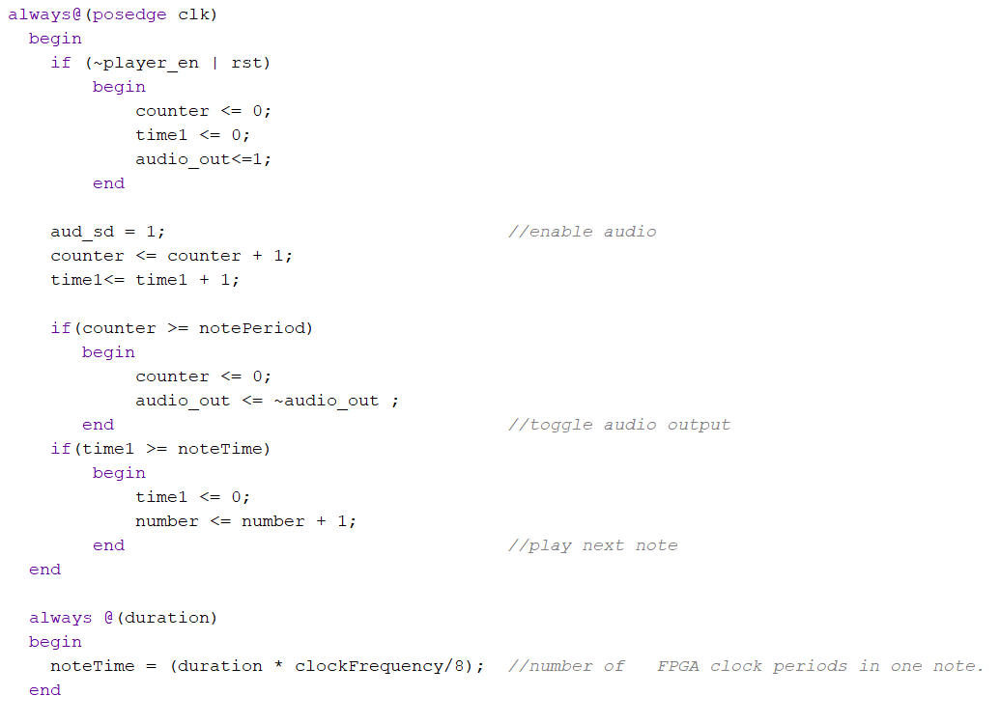 always@(posedge clk)
begin
if (~player_en | rst)
begin
counter <= 0;
time1 <= 0;
audio_out<=1;
end
aud_sd = 1; //enable audio
counter <= counter + 1;
time1<= time1 + 1;
if(counter >= notePeriod)
begin
counter <= 0;
audio_out <= ~audio_out ;
end //toggle audio output
if(time1 >= noteTime)
begin
time1 <= 0;
number <= number + 1;
end //play next note
end
always @(duration)
begin
noteTime = (duration * clockFrequency/8); //number of FPGA clock periods in one note.
end